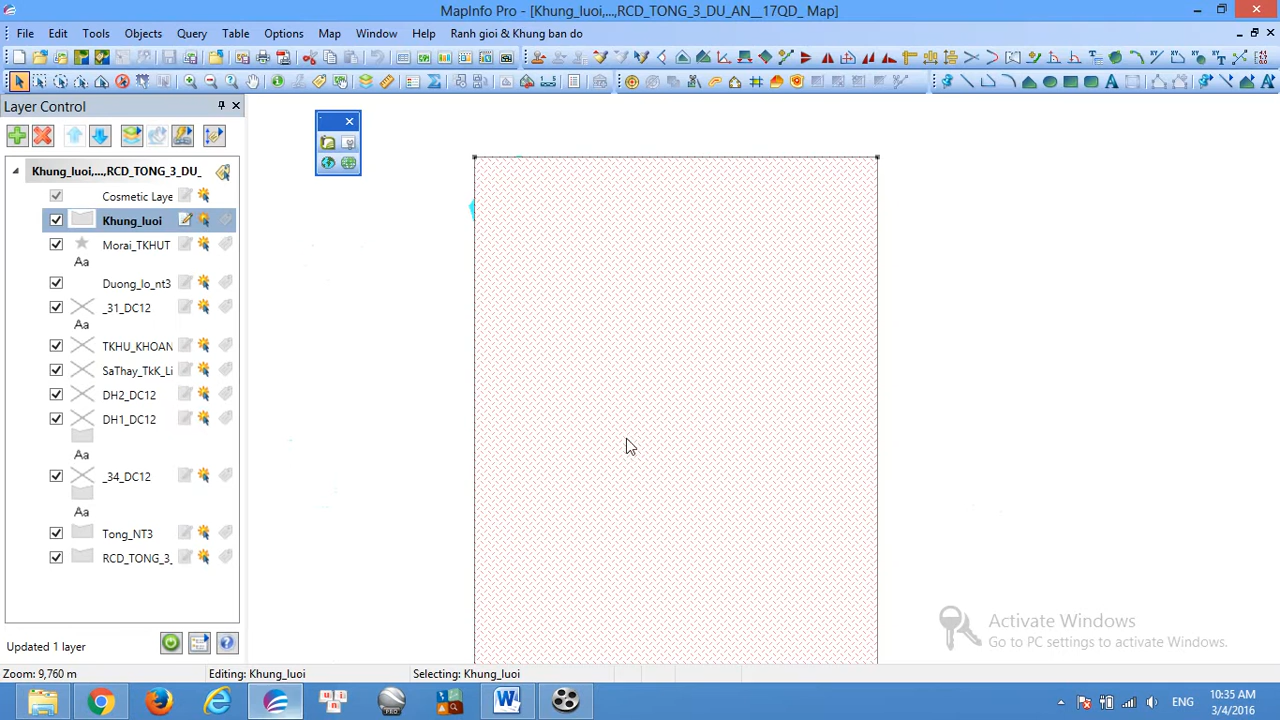 MapInfo Pro - [Khung_luoi,...,RCD_TONG_3_DU_AN__17QD_ Map]
File Edit Tools Objects Query Table Options Map Window Help Ranh gioi & Khung ban do
Layer Control
Khung_luoi,...,RCD_TONG_3_DU_
Cosmetic Laye
Khung_luoi
Morai_TKHUT
Aa
Duong_lo_nt3
_31_DC12
Aa
TKHU_KHOAN
SaThay_TkK_Li
DH2_DC12
DH1_DC12
Aa
_34_DC12
Aa
Tong_NT3
RCD_TONG_3_
Activate Windows
Go to PC settings to activate Windows.
Updated 1 layer
Zoom: 9,760 m Editing: Khung_luoi Selecting: Khung_luoi
ENG
10:35 AM
3/4/2016